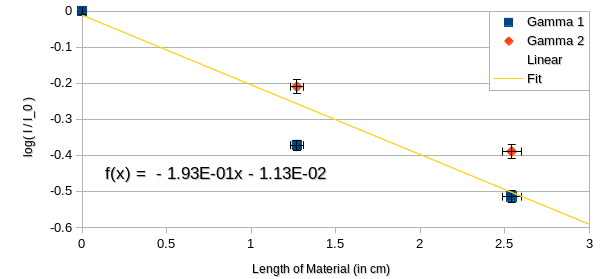 0
-0.1
-0.2
-0.3
-0.4
-0.5
-0.6
log( I / I_0 )
Gamma 1
Gamma 2
Linear
Fit
f(x) = - 1.93E-01x - 1.13E-02
0 0.5 1 1.5 2 2.5 3
Length of Material (in cm)